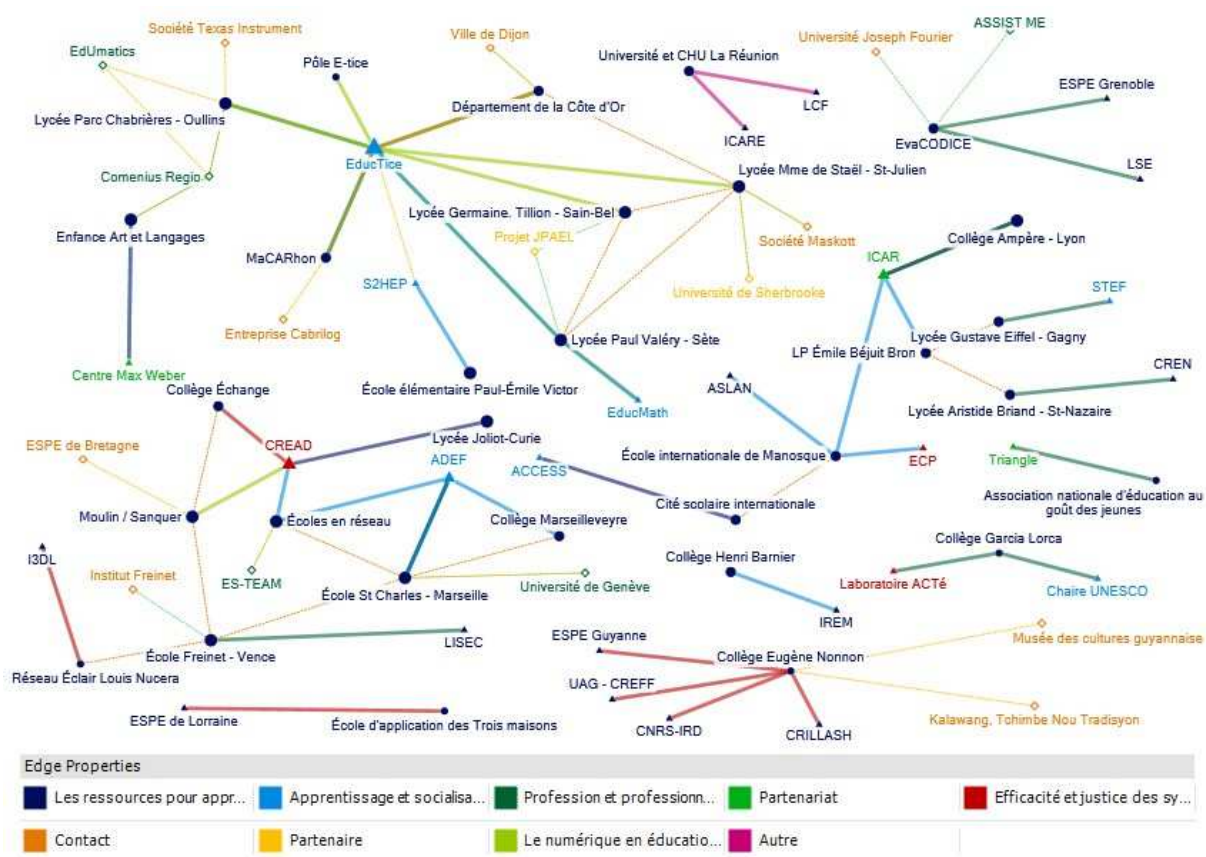 Société Texas Instrument
EdUmatics
Pôle E-tice
Ville de Dijon
Université et CHU La Réunion
Université Joseph Fourier
ASSIST ME
Lycée Parc Chabrières - Oullins
Département de la Côte d'Or
LCF
ICARE
ESPE Grenoble
EvaCODICE
LSE
EducTice
Comenius Regio
Lycée Mme de Staël - St-Julien
Enfance Art et Langages
Lycée Germaine. Tillion - Sain-Bel
Projet JPAEL
Société Maskott
Collège Ampère - Lyon
MaCARhon
ICAR
S2HEP
Université de Sherbrooke
STEF
Entreprise Cabrilog
Lycée Paul Valéry - Sète
Lycée Gustave Eiffel - Gagny
LP Émile Béjuit Bron
CREN
Centre Max Weber
Collège Échange
École élémentaire Paul-Émile Victor
ASLAN
EducMath
Lycée Aristide Briand - St-Nazaire
ESPE de Bretagne
CREAD
Lycée Joliot-Curie
ADEF
ACCESS
École internationale de Manosque
ECP
Triangle
Association nationale d'éducation au
goût des jeunes
Cité scolaire internationale
Moulin / Sanquer
Écoles en réseau
Collège Marseilleveyre
Collège Garcia Lorca
I3DL
Collège Henri Barnier
Institut Freinet
ES-TEAM
École St Charles - Marseille
Université de Genève
Laboratoire ACTé
Chaire UNESCO
IREM
LISEC
ESPE Guyanne
Musée des cultures guyannaise
École Freinet - Vence
Collège Eugène Nonnon
Réseau Éclair Louis Nucera
UAG - CREFF
ESPE de Lorraine
École d'application des Trois maisons
CNRS-IRD
CRILLASH
Kalawang, Tchimbe Nou Tradisyon
Edge Properties
Les ressources pour appr... Apprentissage et socialisa... Profession et professionn... Partenariat Efficacité et justice des sy...
Contact Partenaire Le numérique en éducatio... Autre